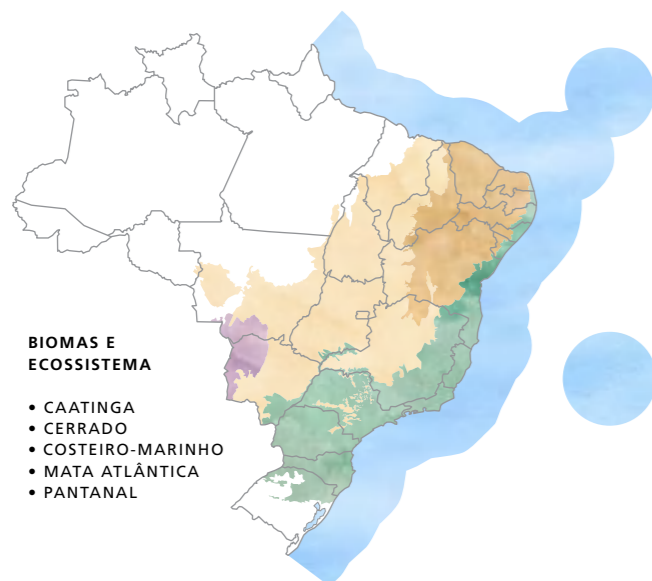 BIOMAS E
ECOSSISTEMA
• CAATINGA
• CERRADO
• COSTEIRO-MARINHO
• MATA ATLÂNTICA
• PANTANAL